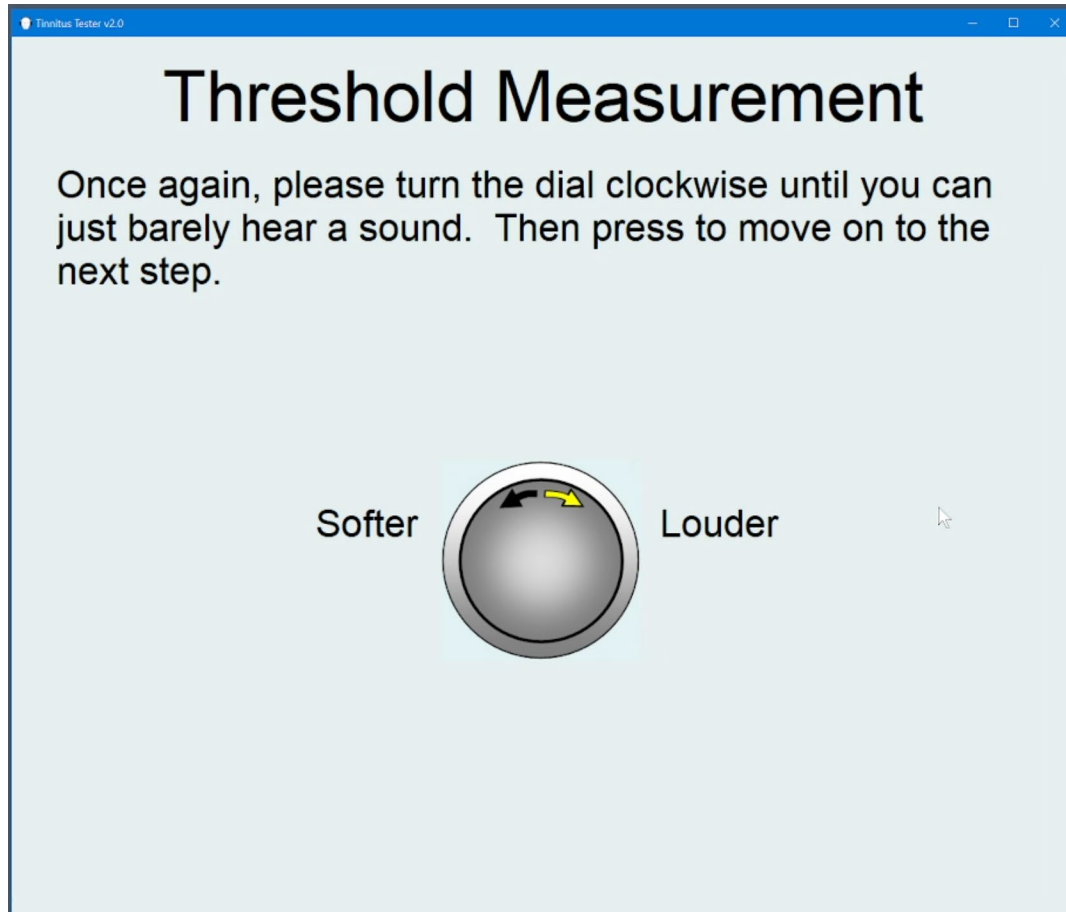 Tinnitus Tester v2.0
Threshold Measurement
Once again, please turn the dial clockwise until you can
just barely hear a sound.  Then press to move on to the
next step.
Softer
Louder